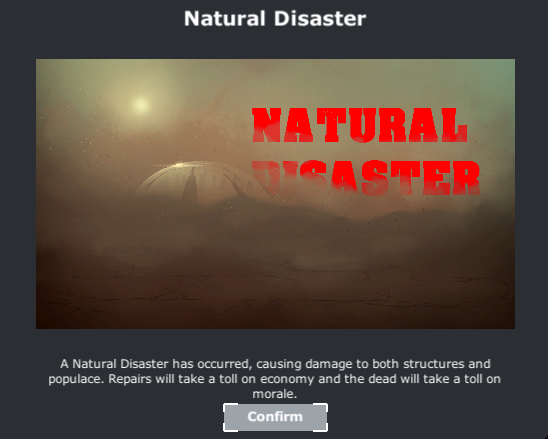 Natural Disaster
NATURAL
DISASTER
A Natural Disaster has occurred, causing damage to both structures and
populace. Repairs will take a toll on economy and the dead will take a toll on
morale.
Confirm